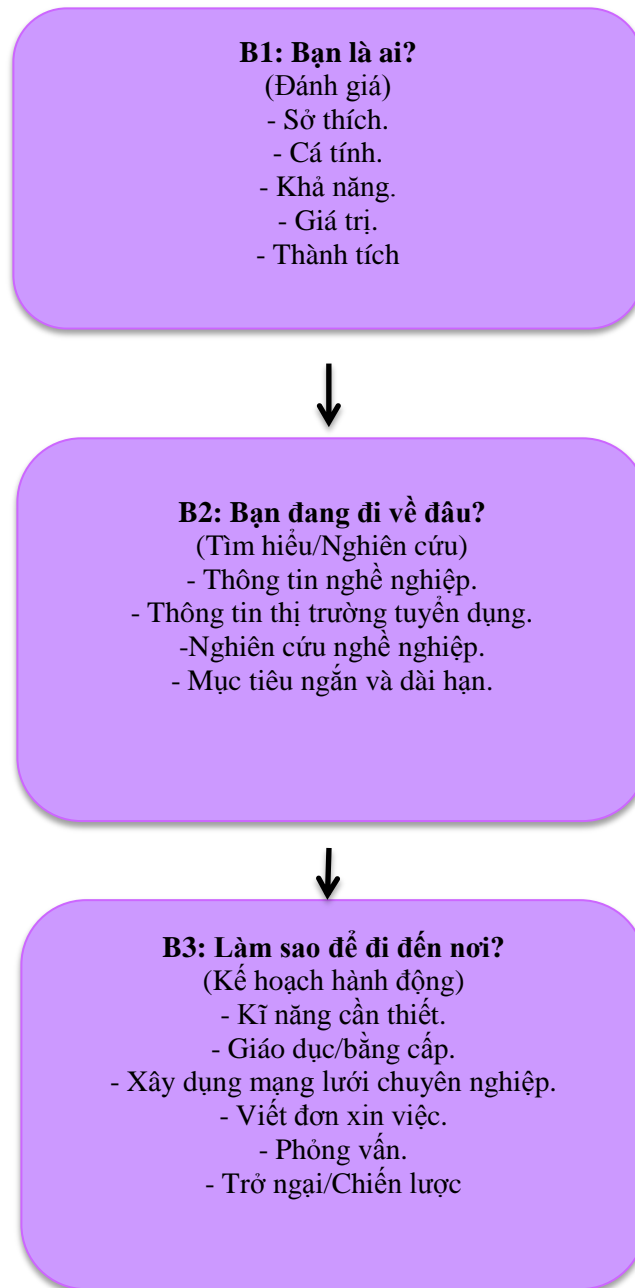 B1: Bạn là ai?
(Đánh giá)
- Sở thích.
- Cá tính.
- Khả năng.
- Giá trị.
- Thành tích
B2: Bạn đang đi về đâu?
(Tìm hiểu/Nghiên cứu)
- Thông tin nghề nghiệp.
- Thông tin thị trường tuyển dụng.
-Nghiên cứu nghề nghiệp.
- Mục tiêu ngắn và dài hạn.
B3: Làm sao để đi đến nơi?
(Kế hoạch hành động)
- Kĩ năng cần thiết.
- Giáo dục/bằng cấp.
- Xây dụng mạng lưới chuyên nghiệp.
- Viết đơn xin việc.
- Phỏng vấn.
- Trở ngại/Chiến lược